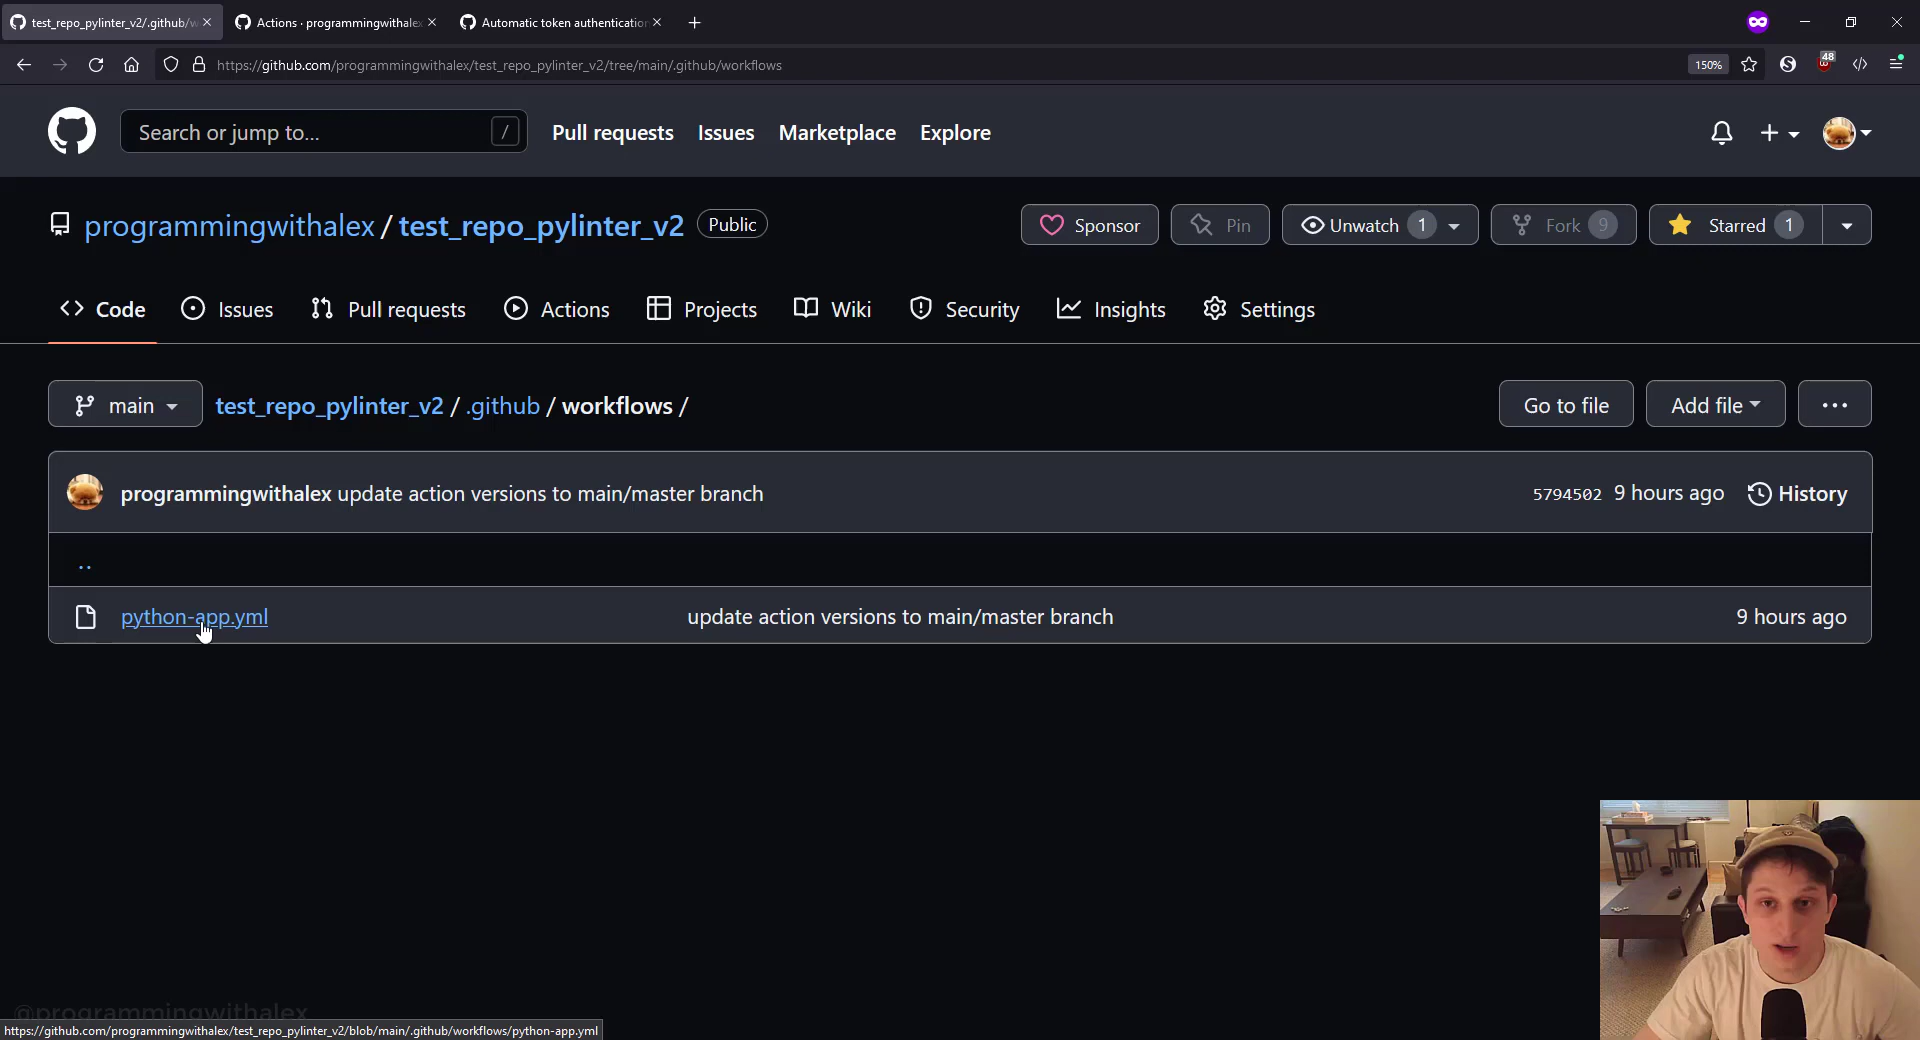 test_repo_pylinter_v2/.github/w
Actions · programmingwithalex
Automatic token authentication
https://github.com/programmingwithalex/test_repo_pylinter_v2/tree/main/.github/workflows
150%
48
Search or jump to...
/
Pull requests
Issues
Marketplace
Explore
programmingwithalex / test_repo_pylinter_v2
Public
Sponsor
Pin
Unwatch 1
Fork 9
Starred 1
Code
Issues
Pull requests
Actions
Projects
Wiki
Security
Insights
Settings
main
test_repo_pylinter_v2 / .github / workflows /
Go to file
Add file
programmingwithalex update action versions to main/master branch
5794502 9 hours ago
History
..
python-app.yml
update action versions to main/master branch
9 hours ago
@programmingwithalex
https://github.com/programmingwithalex/test_repo_pylinter_v2/blob/main/.github/workflows/python-app.yml